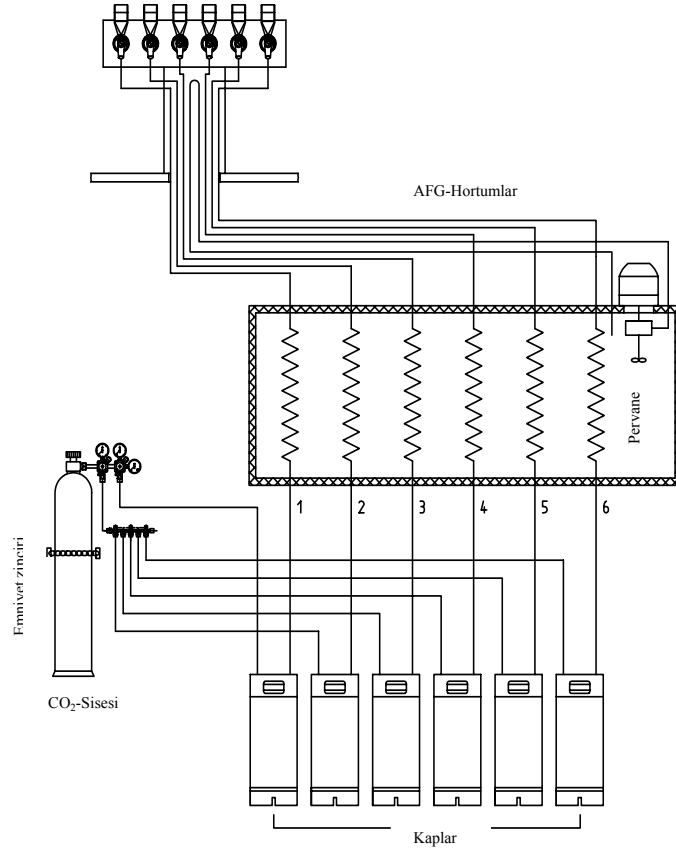 AFG-Hortumlar
Pervane
1 2 3 4 5 6
Emniyet zinciri
CO₂-Sisesi
Kaplar